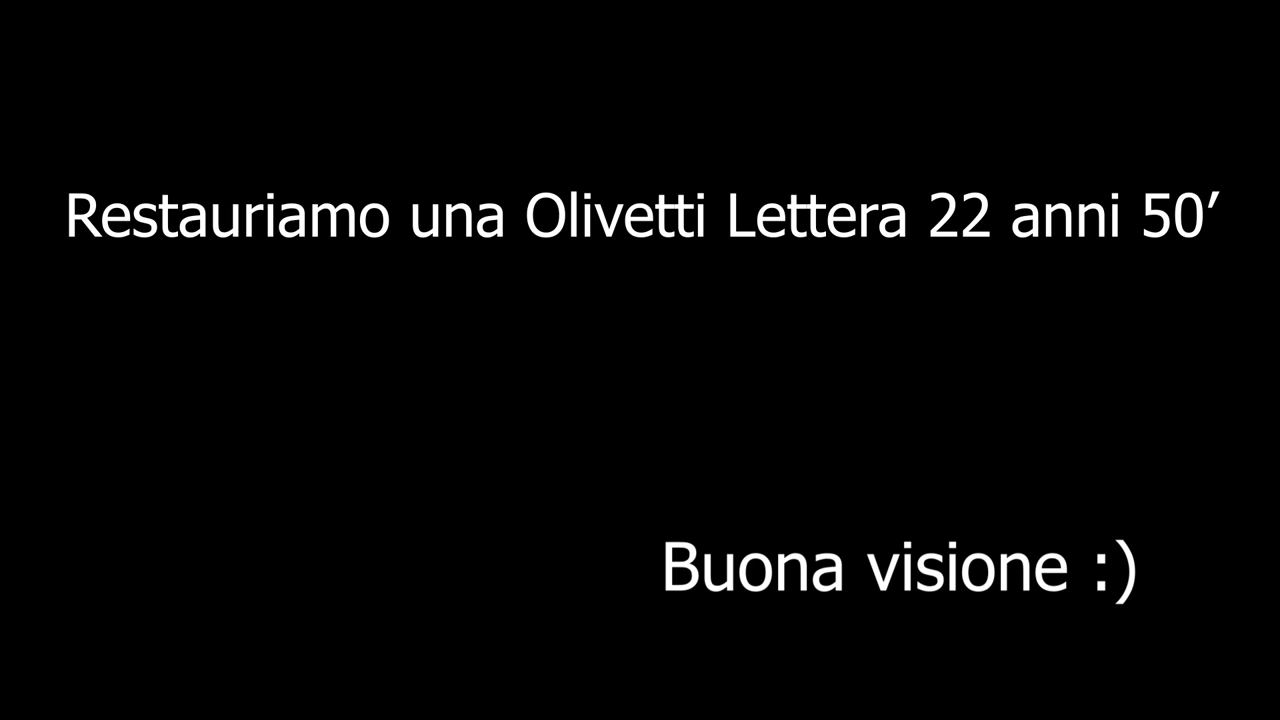 Restauriamo una Olivetti Lettera 22 anni 50’
Buona visione :)